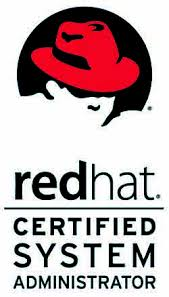 redhat®
CERTIFIED
SYSTEM
ADMINISTRATOR